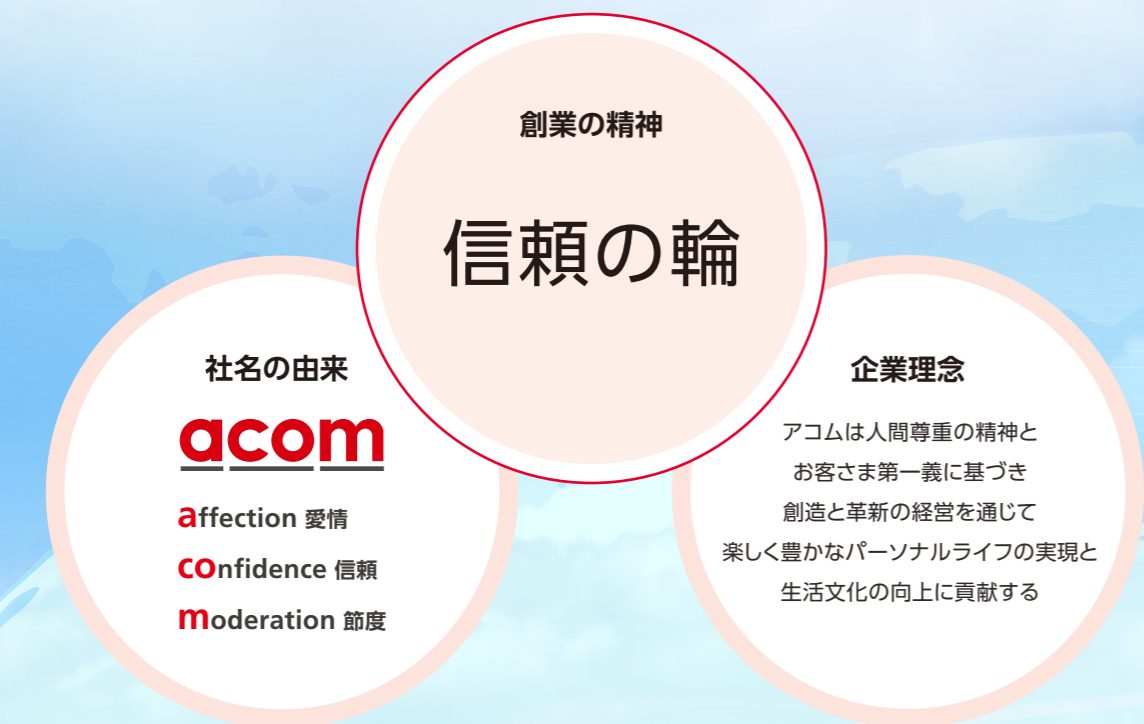 創業の精神
信頼の輪
社名の由来
acom
affection 愛情
confidence 信頼
moderation 節度
企業理念
アコムは人間尊重の精神と
お客さま第一義に基づき
創造と革新の経営を通じて
楽しく豊かなパーソナルライフの実現と
生活文化の向上に貢献する